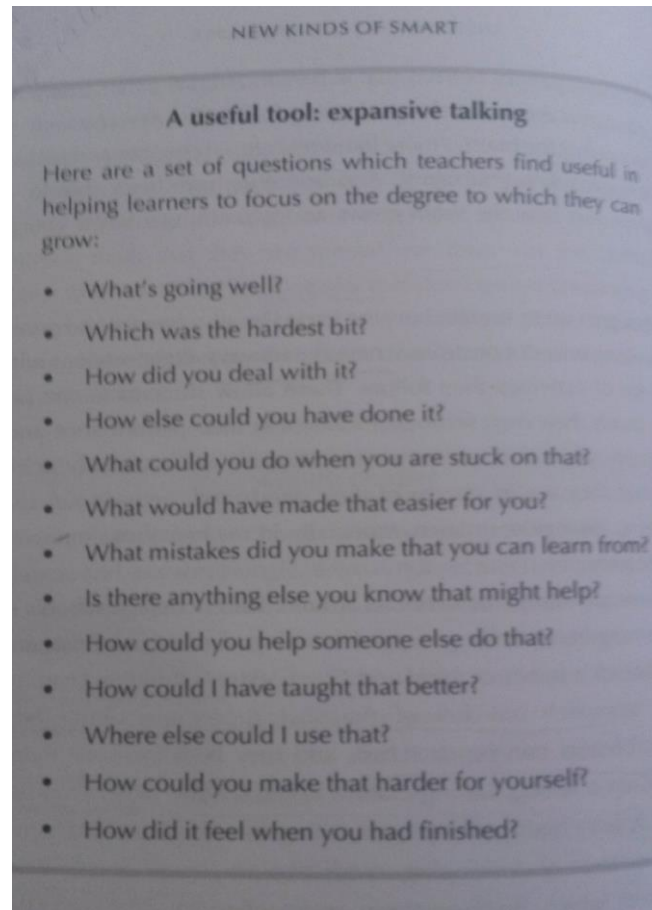 NEW KINDS OF SMART
A useful tool: expansive talking
Here are a set of questions which teachers find useful in
helping learners to focus on the degree to which they can
grow:
• What's going well?
• Which was the hardest bit?
• How did you deal with it?
• How else could you have done it?
• What could you do when you are stuck on that?
• What would have made that easier for you?
• What mistakes did you make that you can learn from?
• Is there anything else you know that might help?
• How could you help someone else do that?
• How could I have taught that better?
• Where else could I use that?
• How could you make that harder for yourself?
• How did it feel when you had finished?